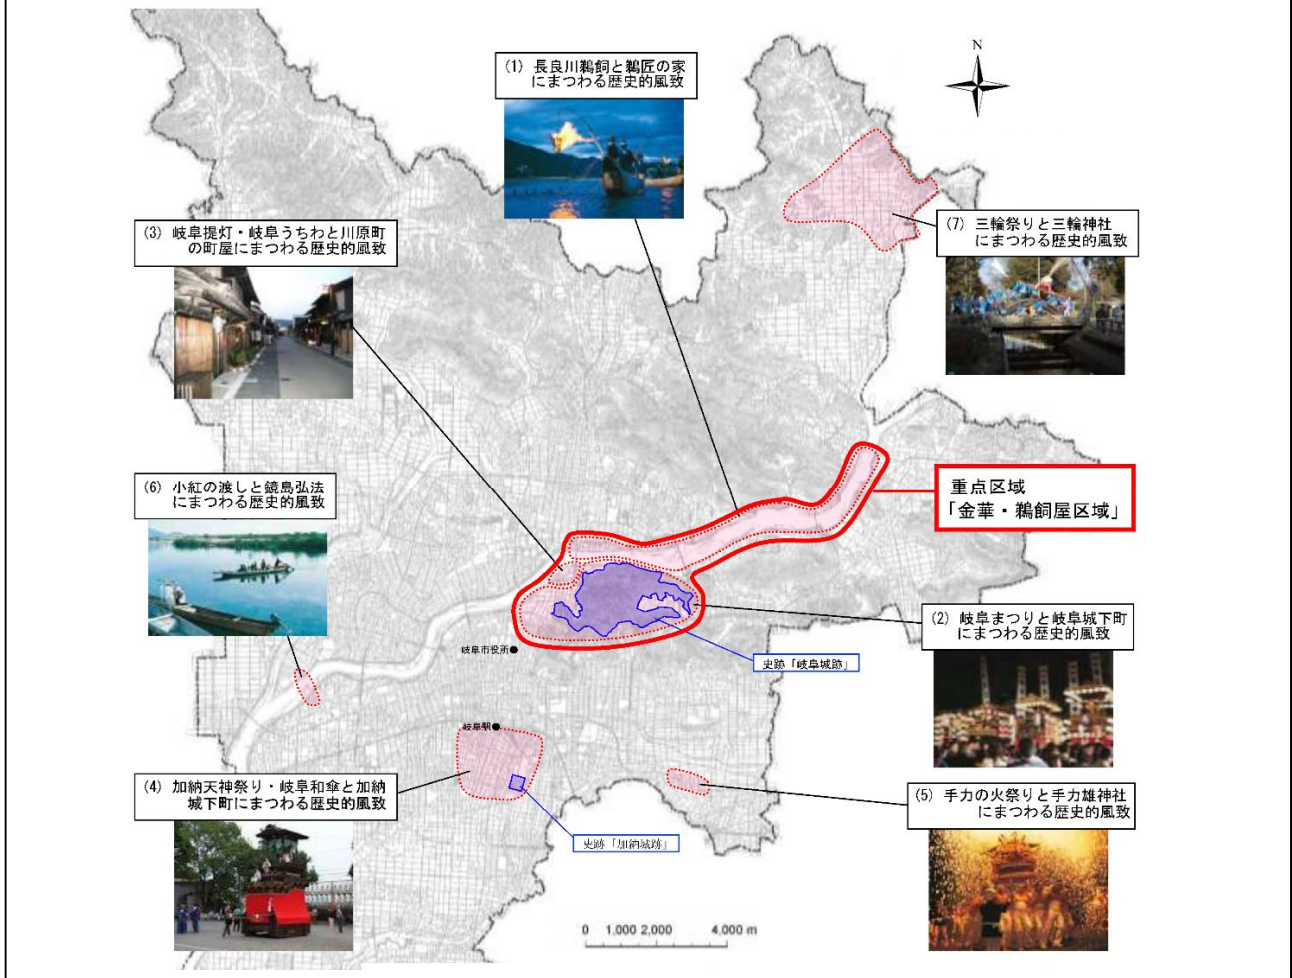 N
(1) 長良川鵜飼と鵜匠の家
にまつわる歴史的風致
(7) 三輪祭りと三輪神社
にまつわる歴史的風致
(3) 岐阜提灯・岐阜うちわと川原町
の町屋にまつわる歴史的風致
(6) 小紅の渡しと鏡島弘法
にまつわる歴史的風致
重点区域
「金華・鵜飼屋区域」
(2) 岐阜まつりと岐阜城下町
にまつわる歴史的風致
岐阜市役所●
史跡「岐阜城跡」
岐阜駅●
(4) 加納天神祭り・岐阜和傘と加納
城下町にまつわる歴史的風致
(5) 手力の火祭りと手力雄神社
にまつわる歴史的風致
史跡「加納城跡」
0 1,000 2,000 4,000 m